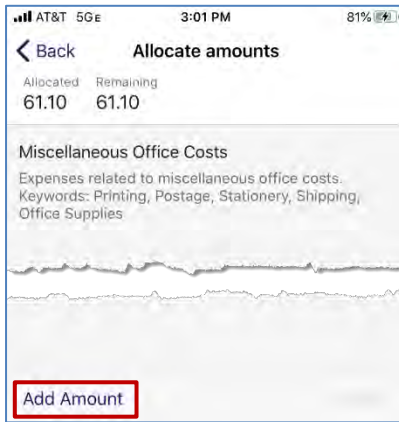 AT&T 5GE 3:01 PM 81%
Back Allocate amounts
Allocated Remaining
61.10 61.10
Miscellaneous Office Costs
Expenses related to miscellaneous office costs.
Keywords: Printing, Postage, Stationery, Shipping,
Office Supplies
Add Amount